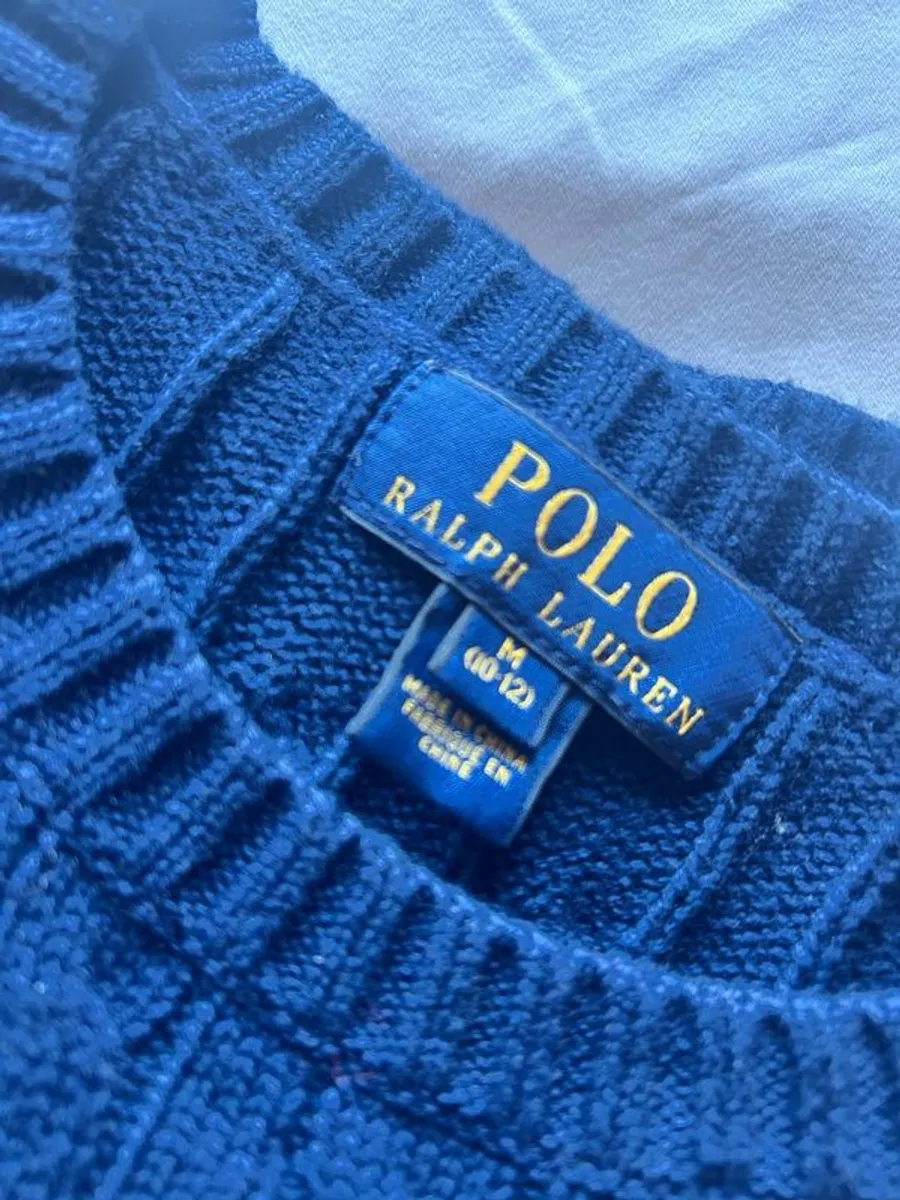 POLO
RALPH LAUREN
M
(10-12)
MADE IN CHINA
FABRIQUÉ EN
CHINE